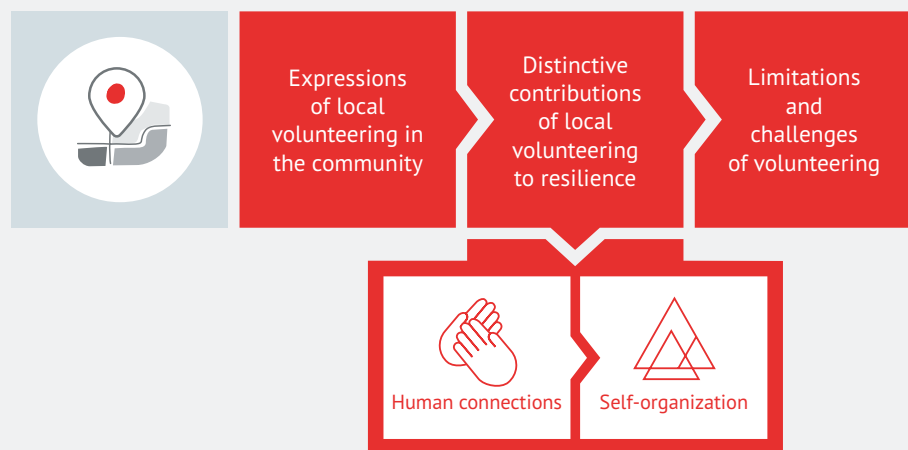 Expressions
of local
volunteering in
the community
Distinctive
contributions
of local
volunteering
to resilience
Limitations
and
challenges
of volunteering
Human connections
Self-organization